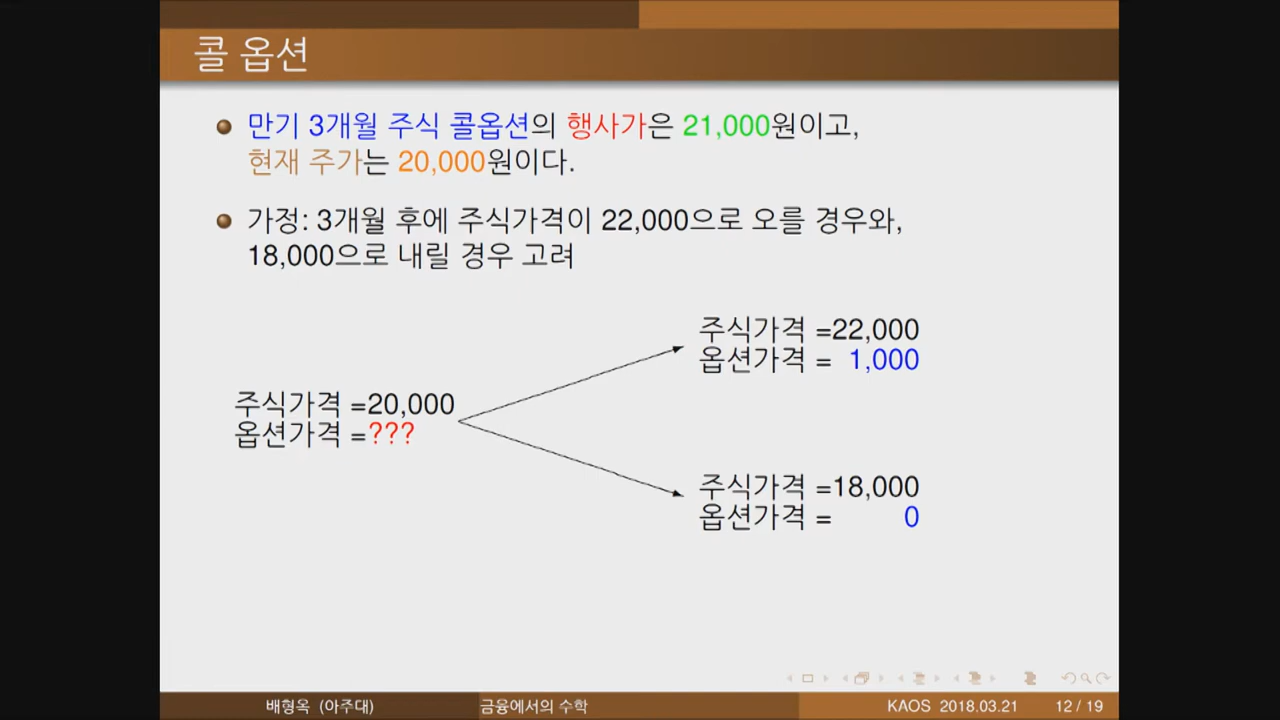 콜 옵션
만기 3개월 주식 콜옵션의 행사가은 21,000원이고,
현재 주가는 20,000원이다.
가정: 3개월 후에 주식가격이 22,000으로 오를 경우와,
18,000으로 내릴 경우 고려
주식가격 =22,000
옵션가격 = 1,000
주식가격 =20,000
옵션가격 =???
주식가격 =18,000
옵션가격 = 0
배형옥 (아주대)
금융에서의 수학
KAOS 2018.03.21
12 / 19